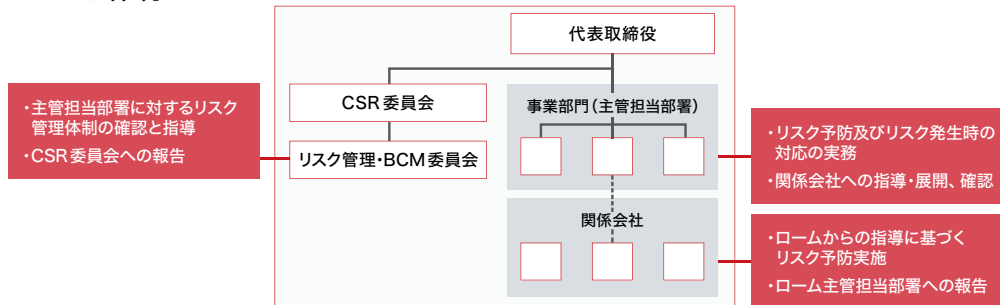 代表取締役
CSR委員会
リスク管理・BCM委員会
事業部門（主管担当部署）
関係会社
・主管担当部署に対するリスク
管理体制の確認と指導
・CSR委員会への報告
・リスク予防及びリスク発生時の
対応の実務
・関係会社への指導・展開、確認
・ロームからの指導に基づく
リスク予防実施
・ローム主管担当部署への報告